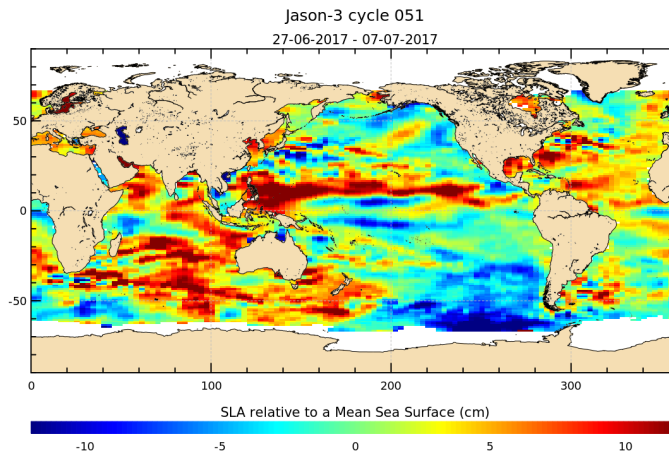 Jason-3 cycle 051
27-06-2017 - 07-07-2017
50
0
-50
0 100 200 300
SLA relative to a Mean Sea Surface (cm)
-10 -5 0 5 10